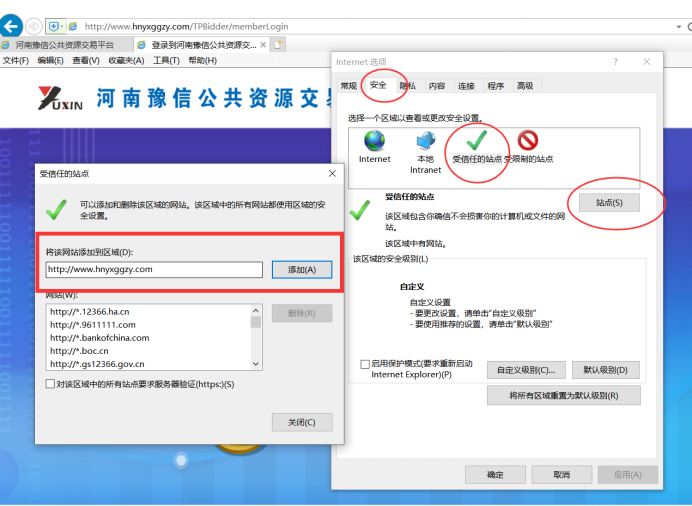 http://www.hnyxggzy.com/TPBidder/memberLogin
河南豫信公共资源交易平台
登录到河南豫信公共资源交...
文件(F) 编辑(E) 查看(V) 收藏夹(A) 工具(T) 帮助(H)
YUXIN 河南豫信公共资源交
Internet 选项
常规 安全 隐私 内容 连接 程序 高级
选择一个区域以查看或更改安全设置。
Internet
本地 Intranet
受信任的站点
受限制的站点
受信任的站点
站点(S)
该区域包含你确信不会损害你的计算机或文件的网
站。
该区域中有网站。
该区域的安全级别(L)
自定义
自定义设置
- 要更改设置，请单击"自定义级别"
- 要使用推荐的设置，请单击"默认级别"
启用保护模式(要求重新启动
Internet Explorer)(P)
自定义级别(C)...
默认级别(D)
将所有区域重置为默认级别(R)
确定 取消 应用(A)
受信任的站点
可以添加和删除该区域的网站。该区域中的所有网站都使用区域的安
全设置。
将该网站添加到区域(D):
http://www.hnyxggzy.com
添加(A)
网站(W):
http://*.12366.ha.cn
http://*.9611111.com
http://*.bankofchina.com
http://*.boc.cn
http://*.gs12366.gov.cn
删除(R)
对该区域中的所有站点要求服务器验证(https:)(S)
关闭(C)